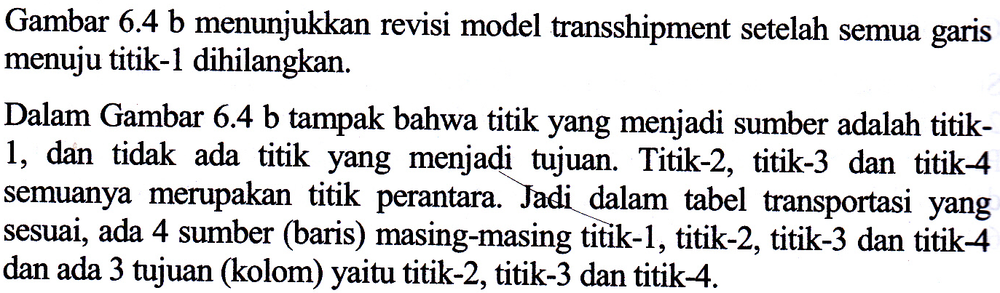 Gambar 6.4 b menunjukkan revisi model transshipment setelah semua garis
menuju titik-1 dihilangkan.
Dalam Gambar 6.4 b tampak bahwa titik yang menjadi sumber adalah titik-
1, dan tidak ada titik yang menjadi tujuan. Titik-2, titik-3 dan titik-4
semuanya merupakan titik perantara. Jadi dalam tabel transportasi yang
sesuai, ada 4 sumber (baris) masing-masing titik-1, titik-2, titik-3 dan titik-4
dan ada 3 tujuan (kolom) yaitu titik-2, titik-3 dan titik-4.